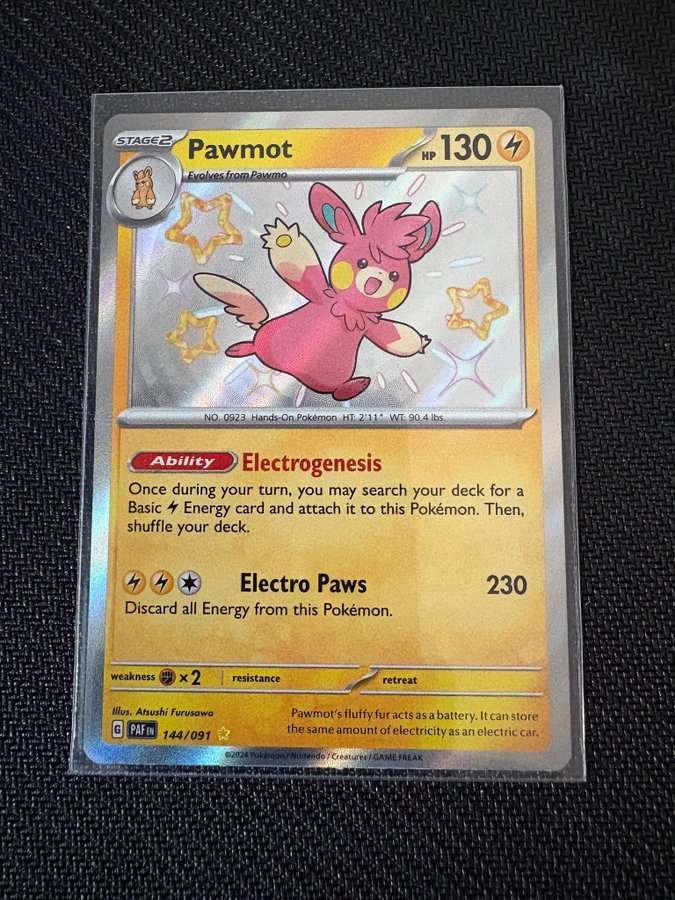 STAGE2 Pawmot HP 130
Evolves from Pawmo
NO. 0923 Hands-On Pokémon HT: 2'11" WT: 90.4 lbs.
Ability Electrogenesis
Once during your turn, you may search your deck for a
Basic Energy card and attach it to this Pokémon. Then,
shuffle your deck.
Electro Paws 230
Discard all Energy from this Pokémon.
weakness ×2 resistance retreat
Illus. Atsushi Furusawa
G PAF EN 144/091
Pawmot's fluffy fur acts as a battery. It can store
the same amount of electricity as an electric car.
©2024 Pokémon / Nintendo / Creatures / GAME FREAK